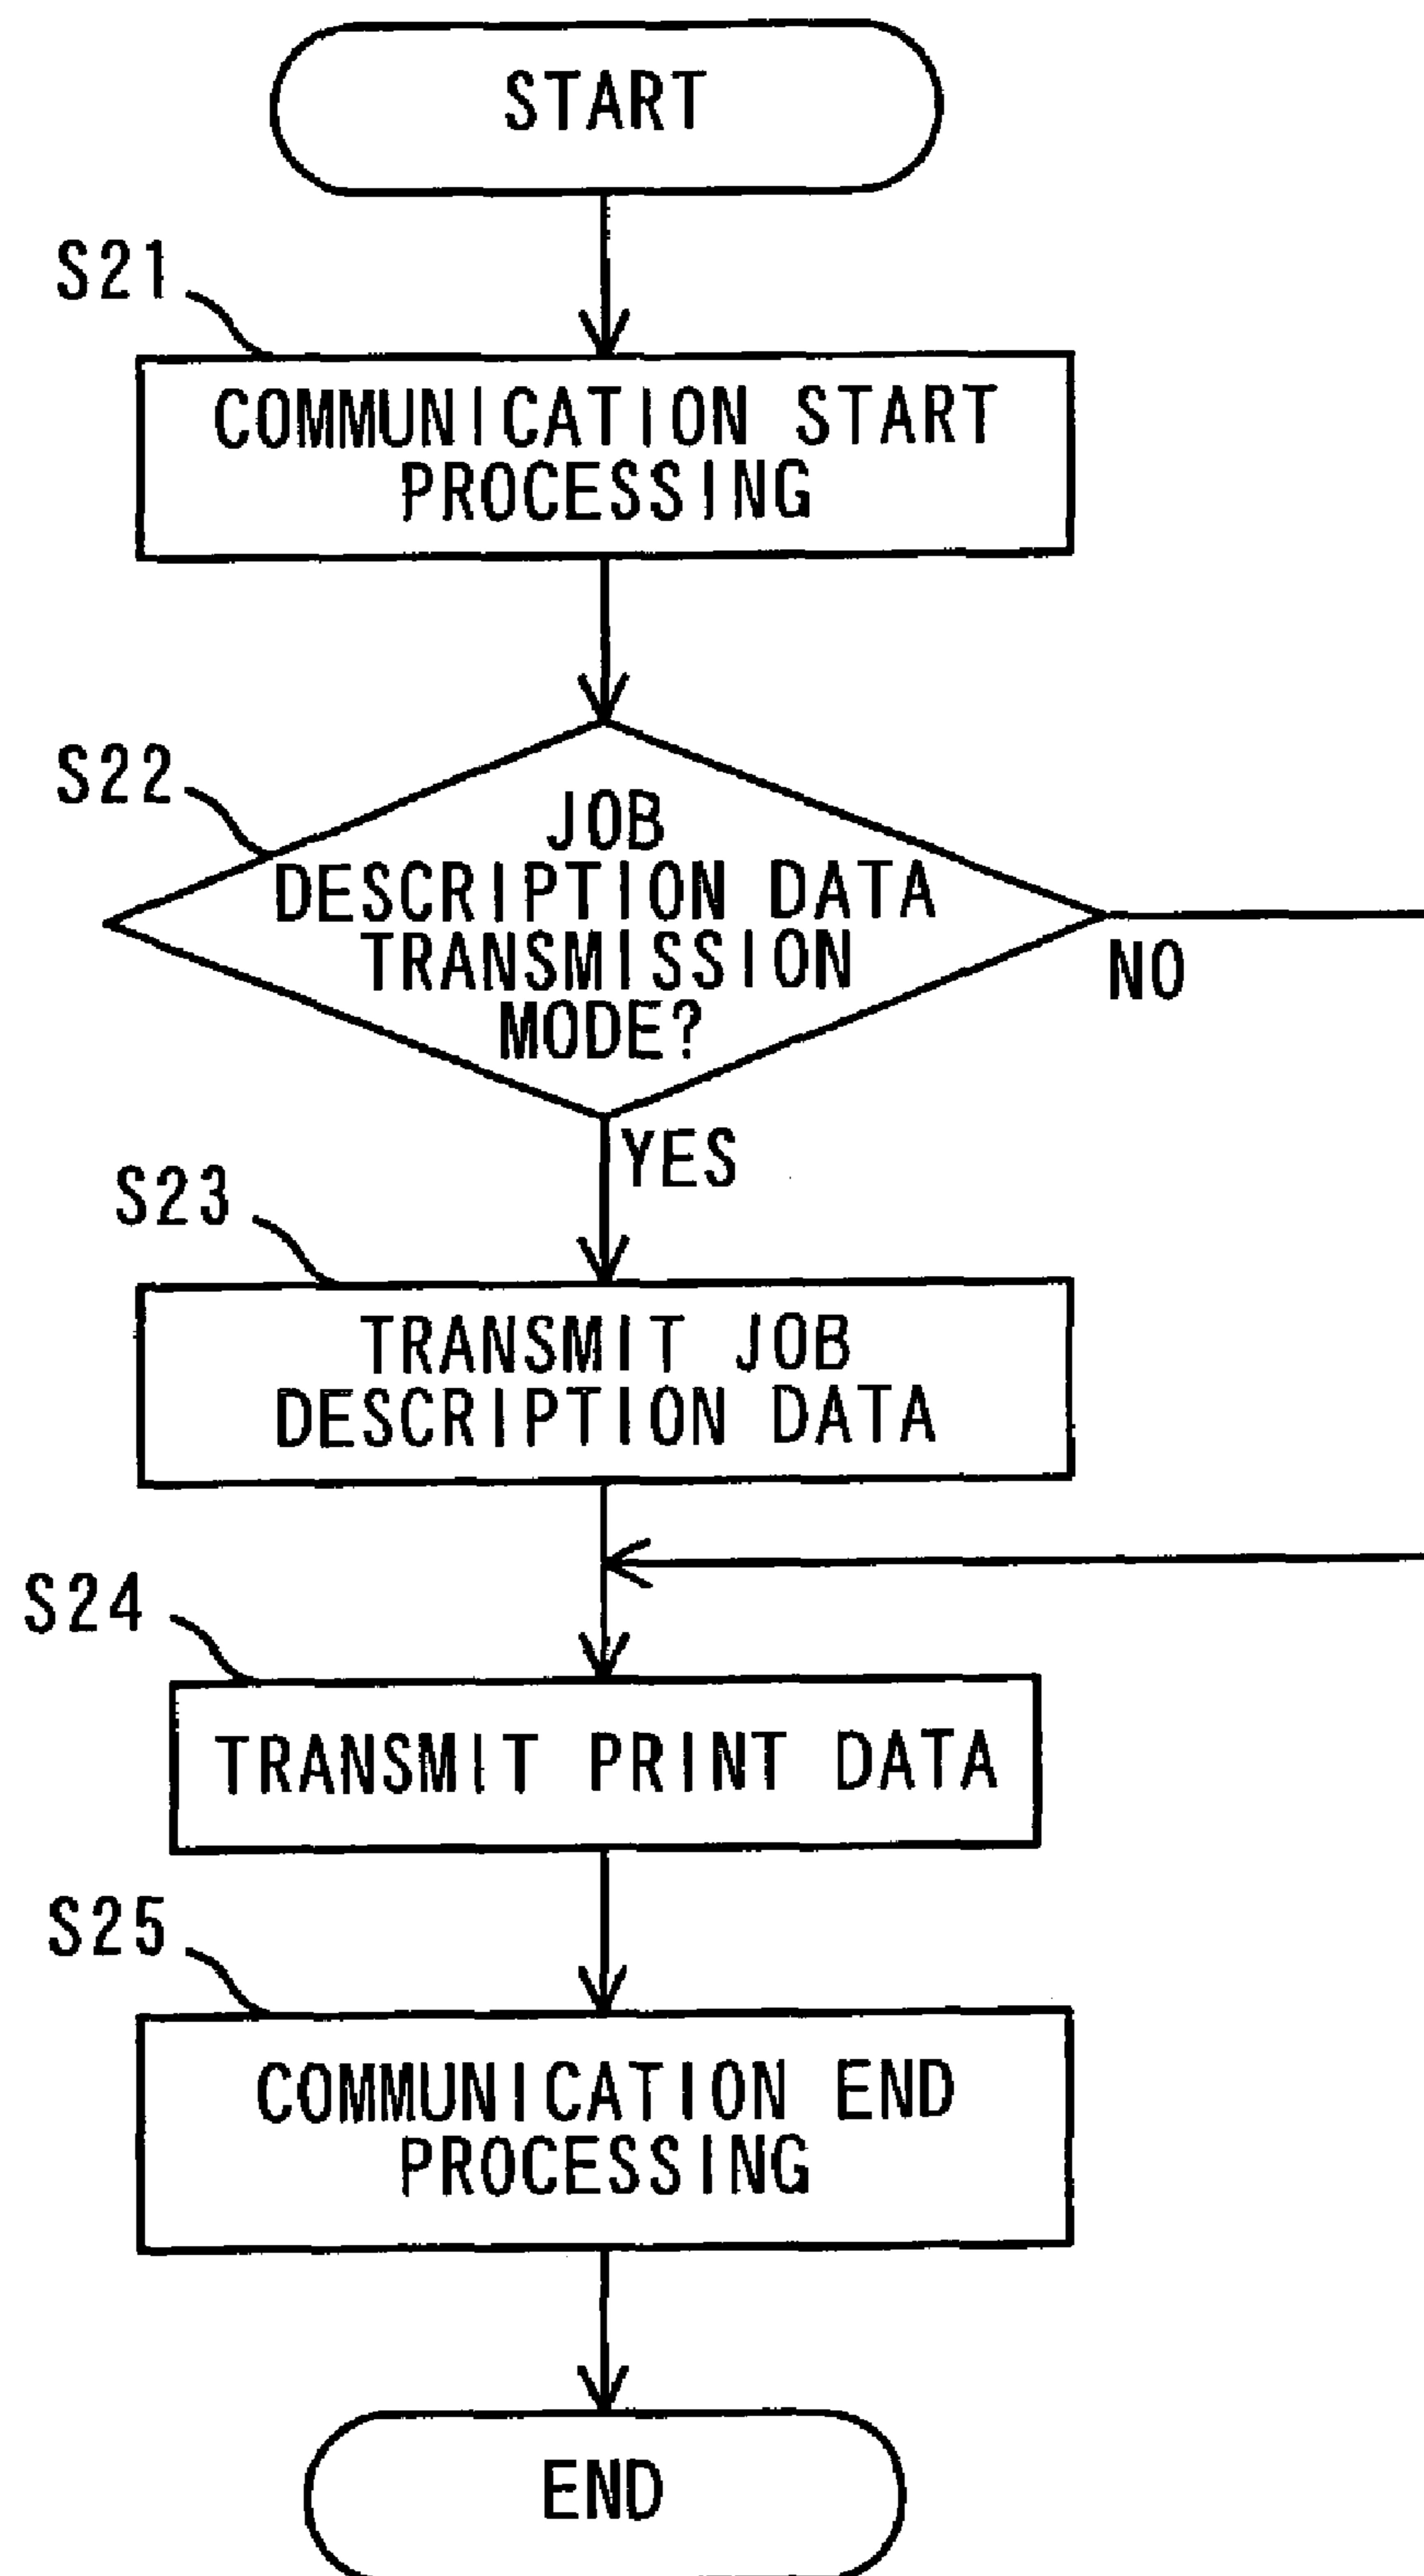 START
S21
COMMUNICATION START
PROCESSING
S22
JOB
DESCRIPTION DATA
TRANSMISSION
MODE?
NO
YES
S23
TRANSMIT JOB
DESCRIPTION DATA
S24
TRANSMIT PRINT DATA
S25
COMMUNICATION END
PROCESSING
END